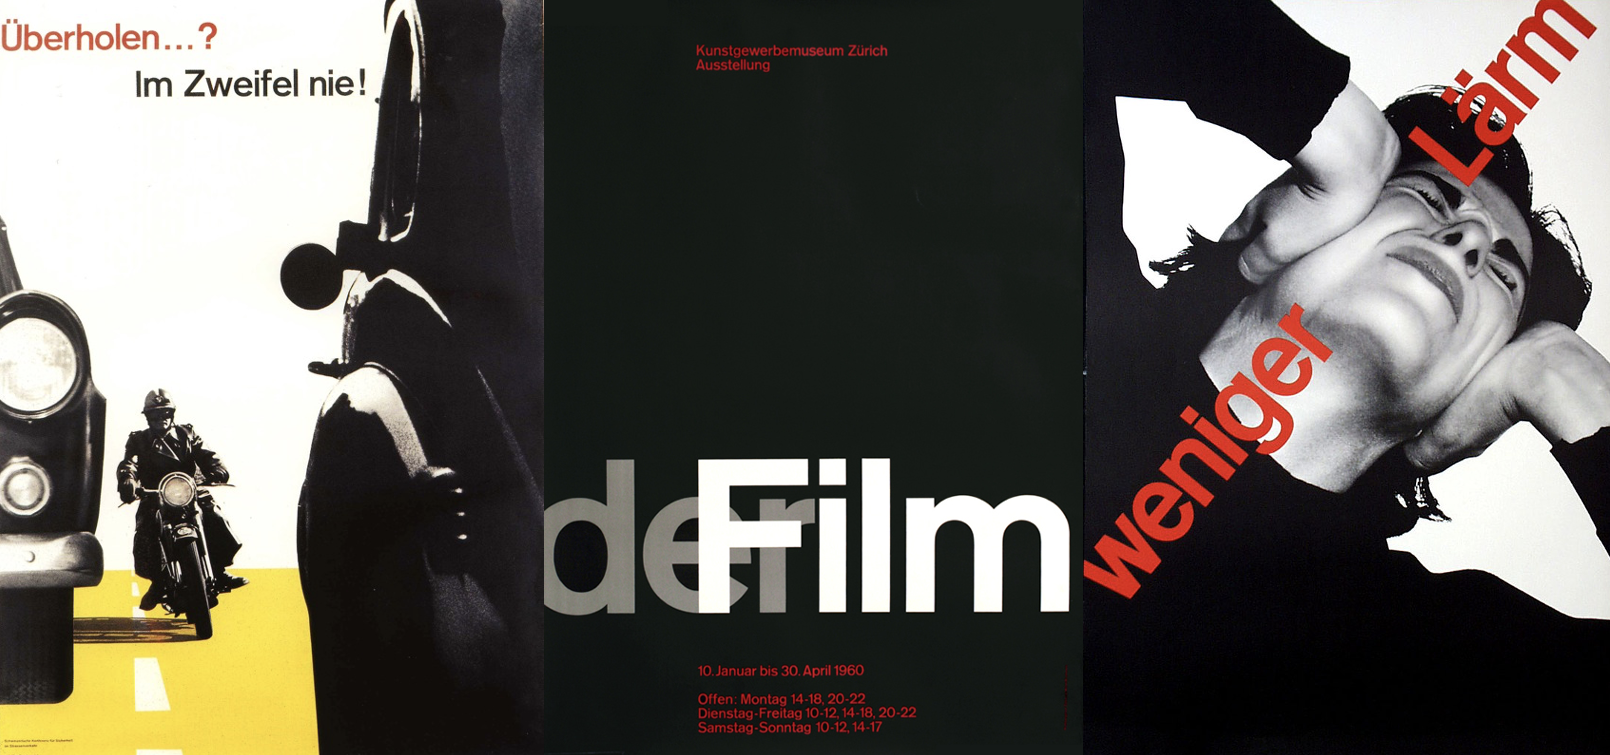 Überholen...?
Im Zweifel nie!
Kunstgewerbemuseum Zürich
Ausstellung
der Film
10. Januar bis 30. April 1960
Offen: Montag 14-18, 20-22
Dienstag-Freitag 10-12, 14-18, 20-22
Samstag-Sonntag 10-12, 14-17
weniger
Lärm